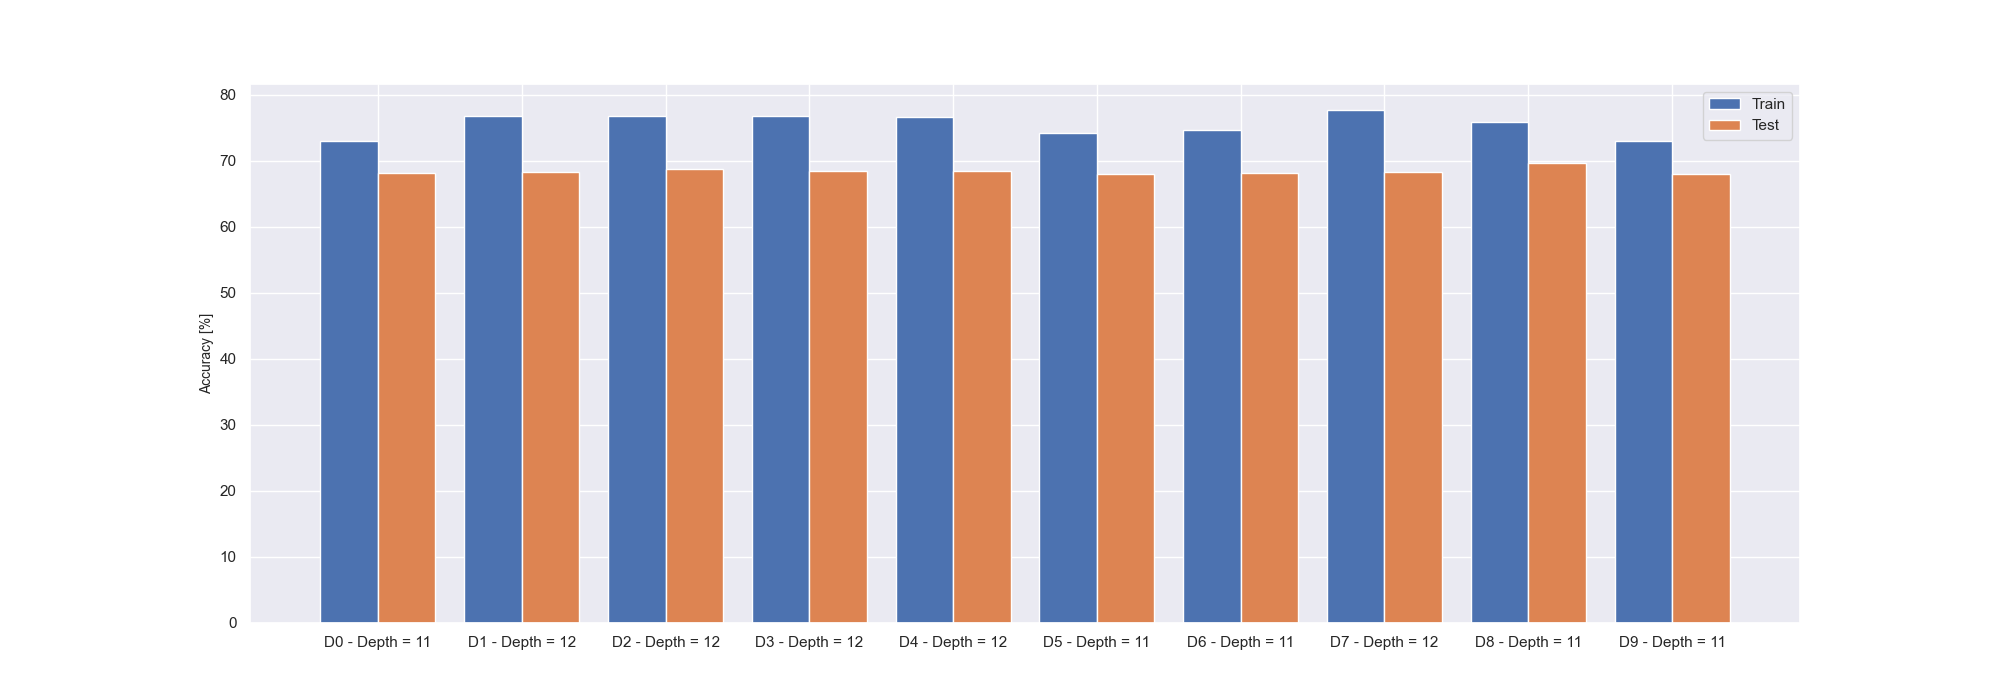 Train
Test
Accuracy [%]
80
70
60
50
40
30
20
10
0
D0 - Depth = 11
D1 - Depth = 12
D2 - Depth = 12
D3 - Depth = 12
D4 - Depth = 12
D5 - Depth = 11
D6 - Depth = 11
D7 - Depth = 12
D8 - Depth = 11
D9 - Depth = 11